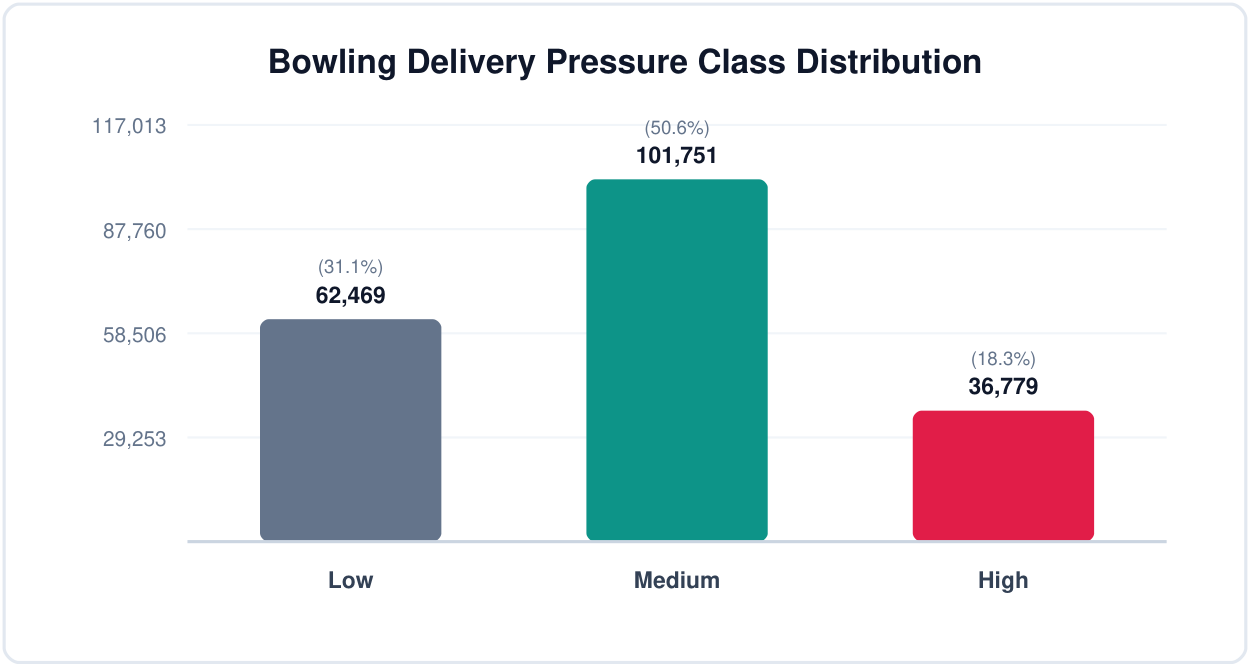 Bowling Delivery Pressure Class Distribution
117,013
87,760
58,506
29,253
(31.1%)
62,469
(50.6%)
101,751
(18.3%)
36,779
Low
Medium
High